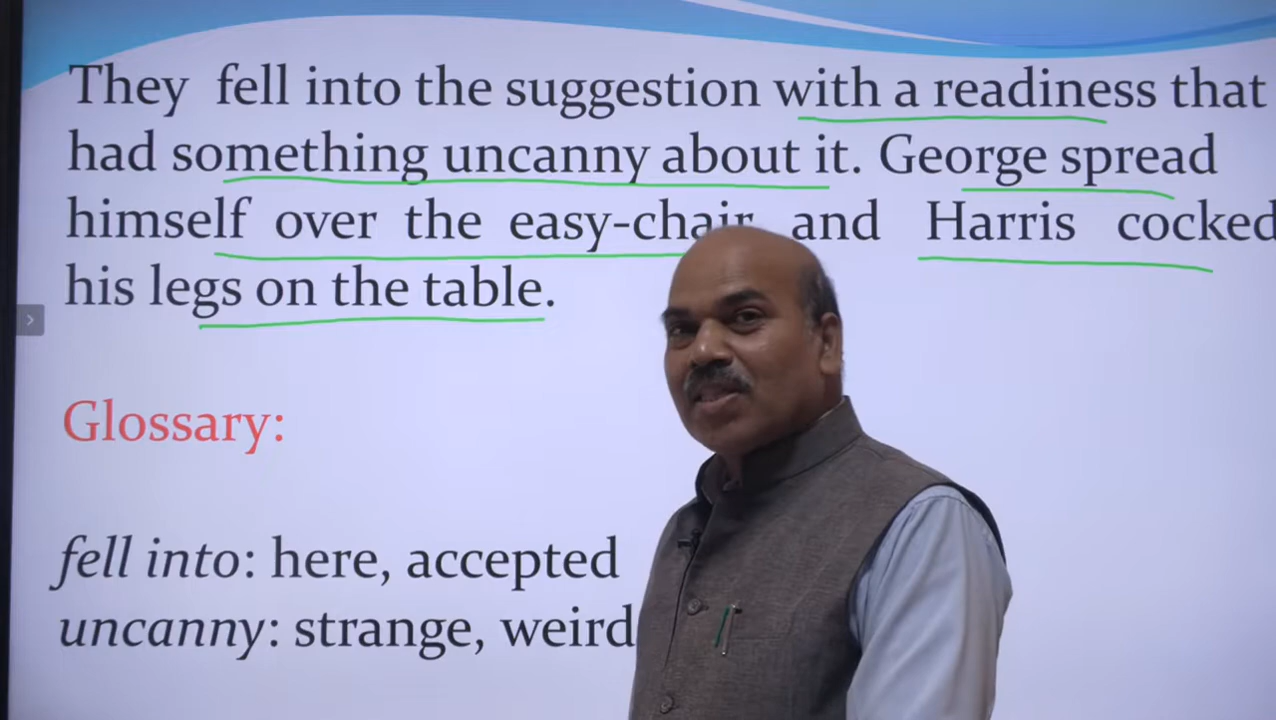 They fell into the suggestion with a readiness that
had something uncanny about it. George spread
himself over the easy-chair and Harris cocked
his legs on the table.
Glossary:
fell into: here, accepted
uncanny: strange, weird